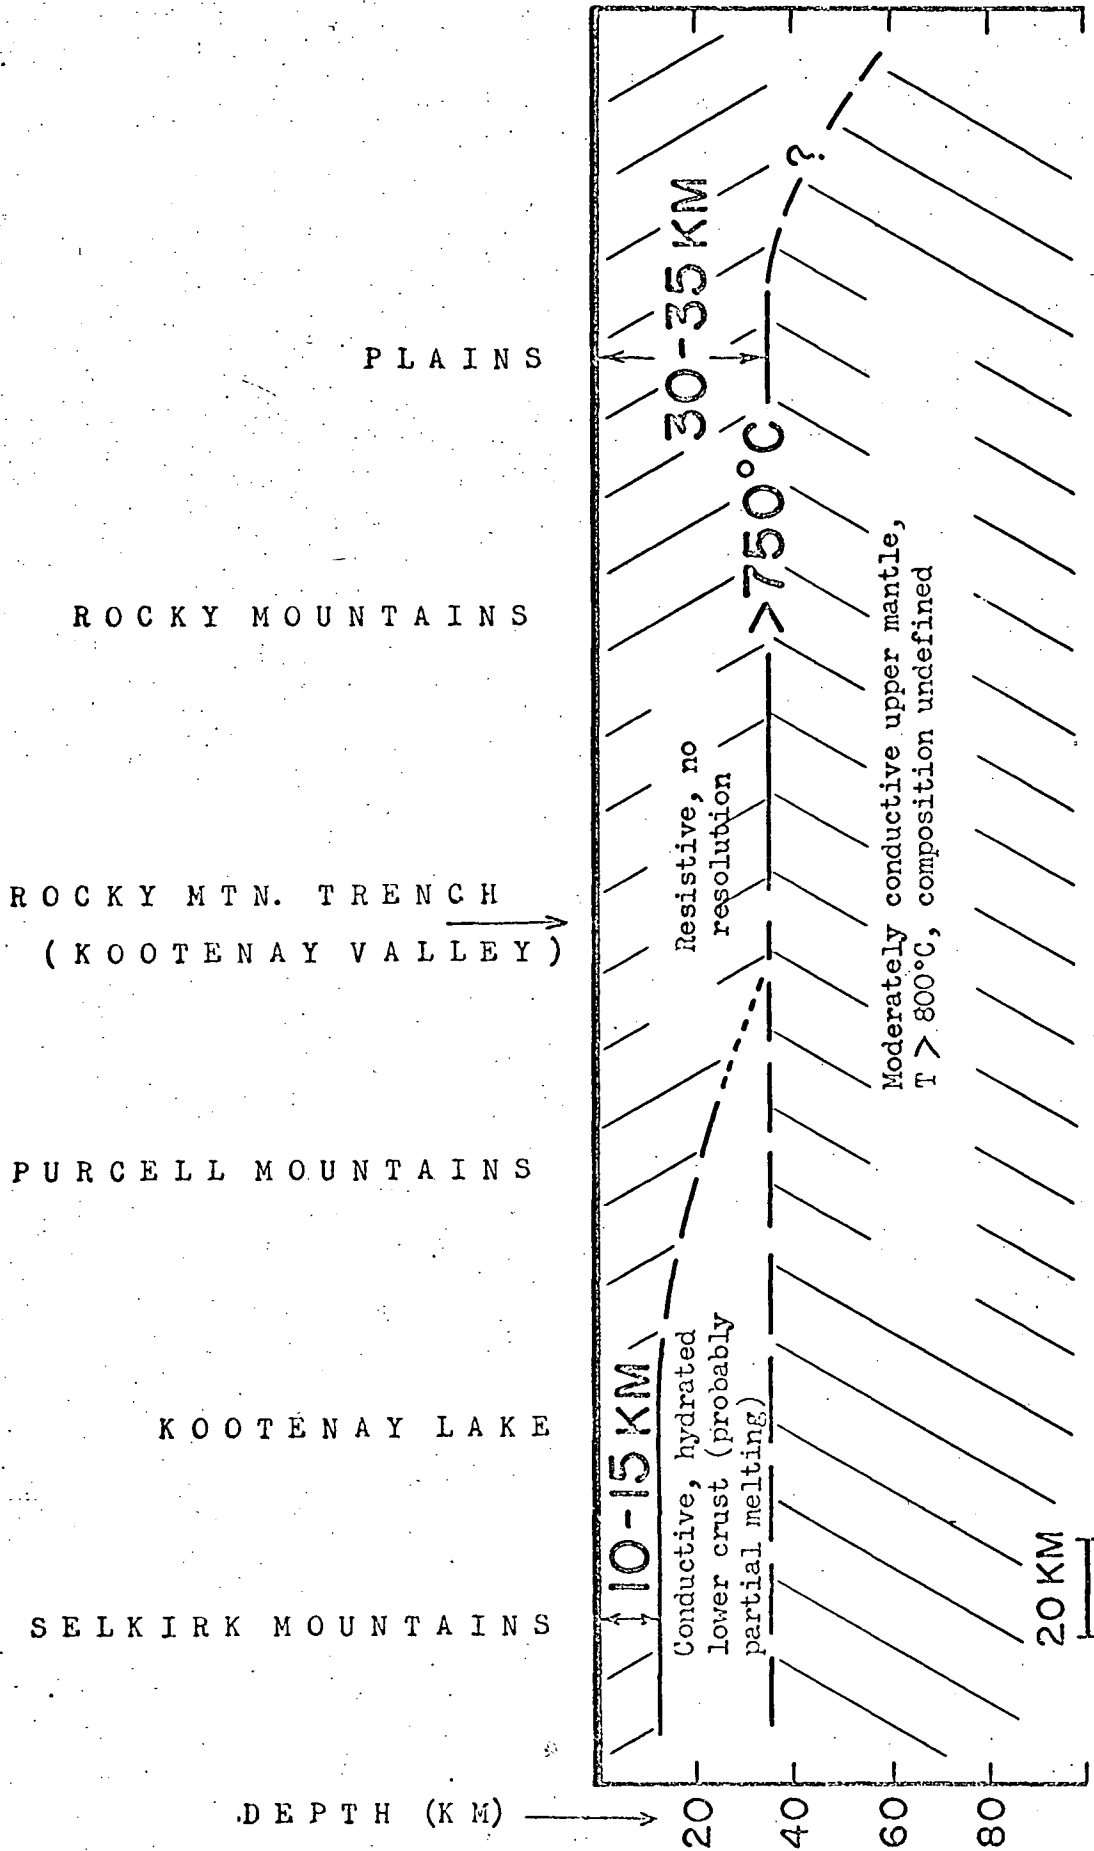 PLAINS
ROCKY MOUNTAINS
ROCKY MTN. TRENCH
(KOOTENAY VALLEY)
PURCELL MOUNTAINS
KOOTENAY LAKE
SELKIRK MOUNTAINS
DEPTH (KM)
20
40
60
80
10-15 KM
30-35 KM
>750°C
?
Resistive, no
resolution
Conductive, hydrated
lower crust (probably
partial melting)
Moderately conductive upper mantle,
T > 800°C, composition undefined
20 KM